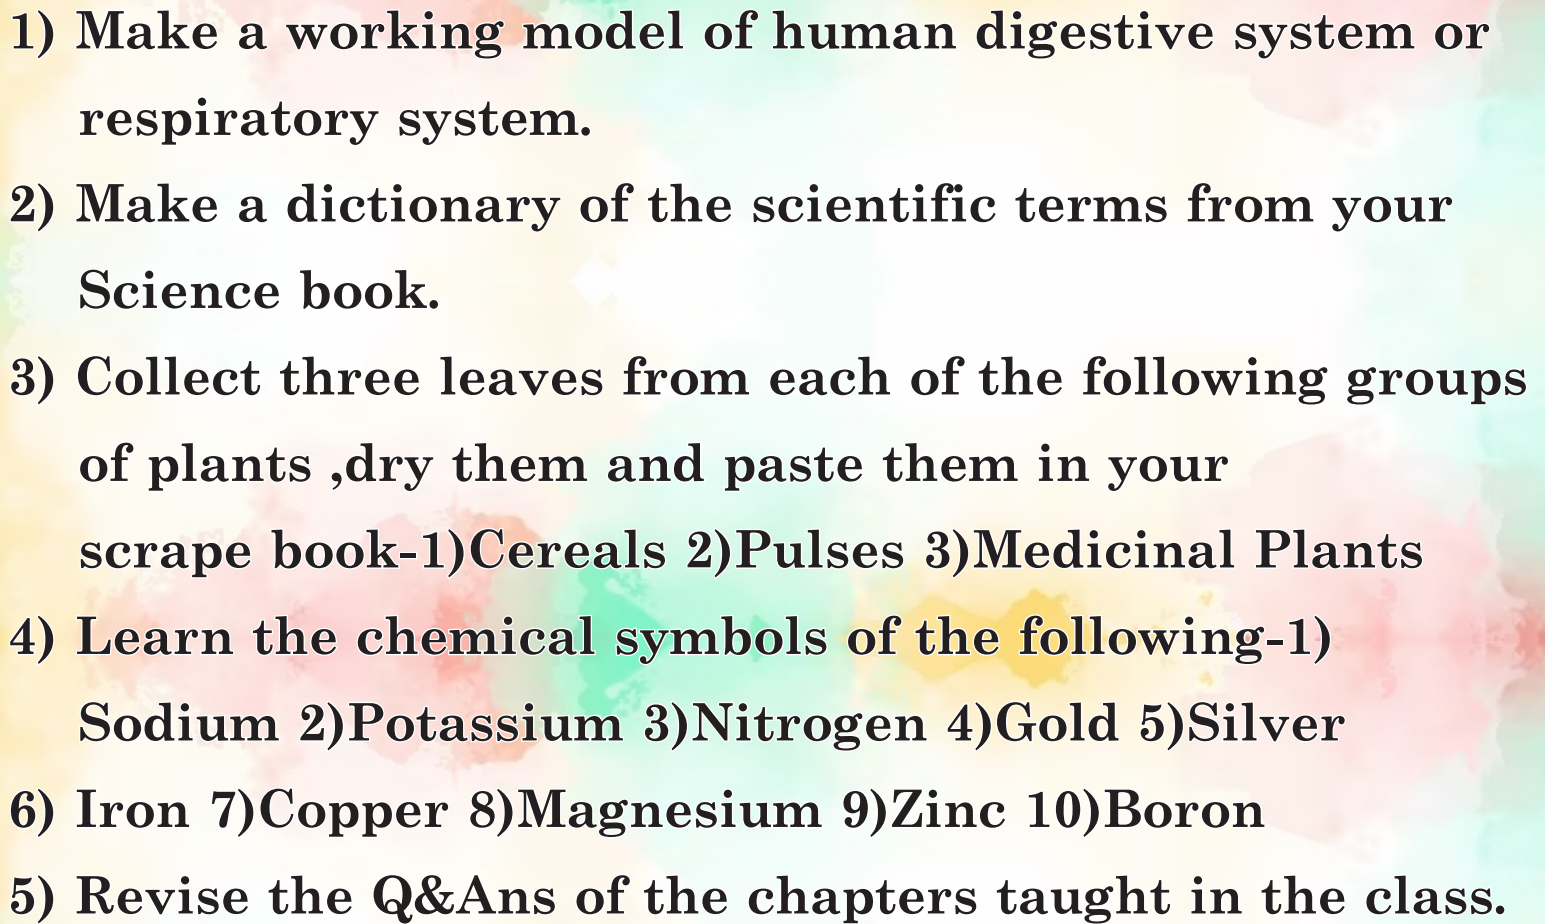 1) Make a working model of human digestive system or
respiratory system.
2) Make a dictionary of the scientific terms from your
Science book.
3) Collect three leaves from each of the following groups
of plants ,dry them and paste them in your
scrape book-1)Cereals 2)Pulses 3)Medicinal Plants
4) Learn the chemical symbols of the following-1)
Sodium 2)Potassium 3)Nitrogen 4)Gold 5)Silver
6) Iron 7)Copper 8)Magnesium 9)Zinc 10)Boron
5) Revise the Q&Ans of the chapters taught in the class.